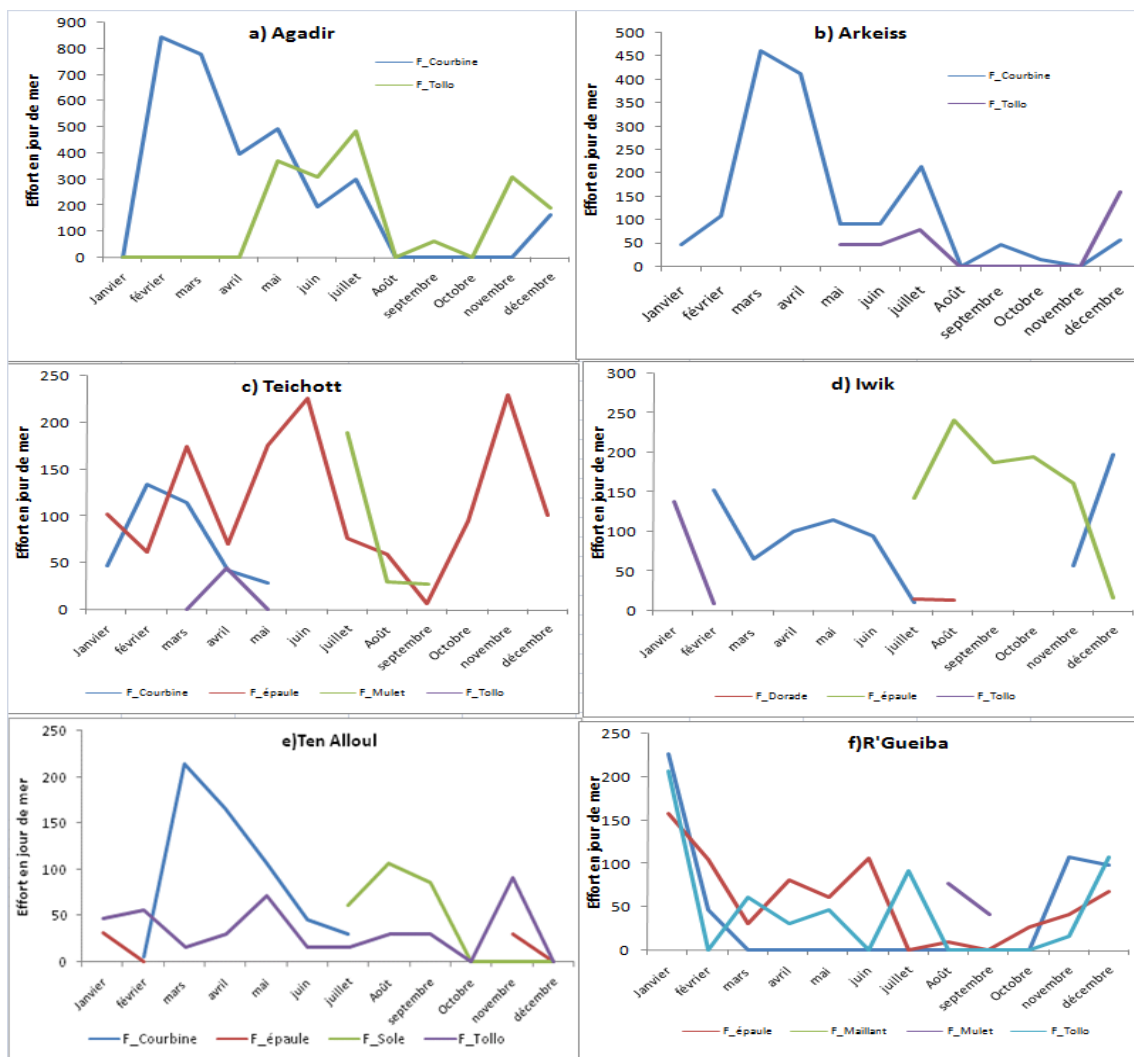 a) Agadir
Effort en jour de mer
900
800
700
600
500
400
300
200
100
0
F_Courbine
F_Tollo
Janvier février mars avril mai juin juillet Août septembre Octobre novembre décembre
b) Arkeiss
Effort en jour de mer
500
450
400
350
300
250
200
150
100
50
0
F_Courbine
F_Tollo
Janvier février mars avril mai juin juillet Août septembre Octobre novembre décembre
c) Teichott
Effort en jour de mer
250
200
150
100
50
0
Janvier février mars avril mai juin juillet Août septembre Octobre novembre décembre
F_Courbine F_épaule F_Mulet F_Tollo
d) Iwik
Effort en jour de mer
300
250
200
150
100
50
0
Janvier février mars avril mai juin juillet Août septembre Octobre novembre décembre
F_Dorade F_épaule F_Tollo
e)Ten Alloul
Effort en jour de mer
250
200
150
100
50
0
Janvier février mars avril mai juin juillet Août septembre Octobre novembre décembre
F_Courbine F_épaule F_Sole F_Tollo
f)R'Gueiba
Effort en jour de mer
250
200
150
100
50
0
Janvier février mars avril mai juin juillet Août septembre Octobre novembre décembre
F_épaule F_Maillant F_Mulet F_Tollo